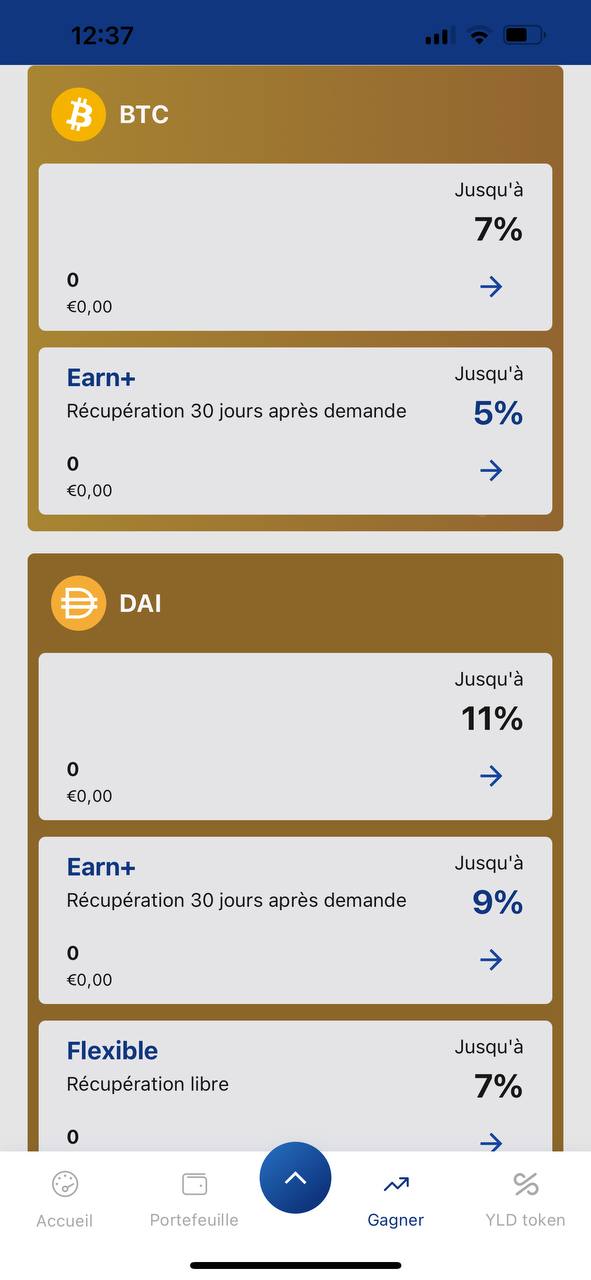 12:37
BTC
Jusqu'à
7%
0
€0,00
Earn+
Jusqu'à
Récupération 30 jours après demande
5%
0
€0,00
DAI
Jusqu'à
11%
0
€0,00
Earn+
Jusqu'à
Récupération 30 jours après demande
9%
0
€0,00
Flexible
Jusqu'à
Récupération libre
7%
0
Accueil
Portefeuille
Gagner
YLD token